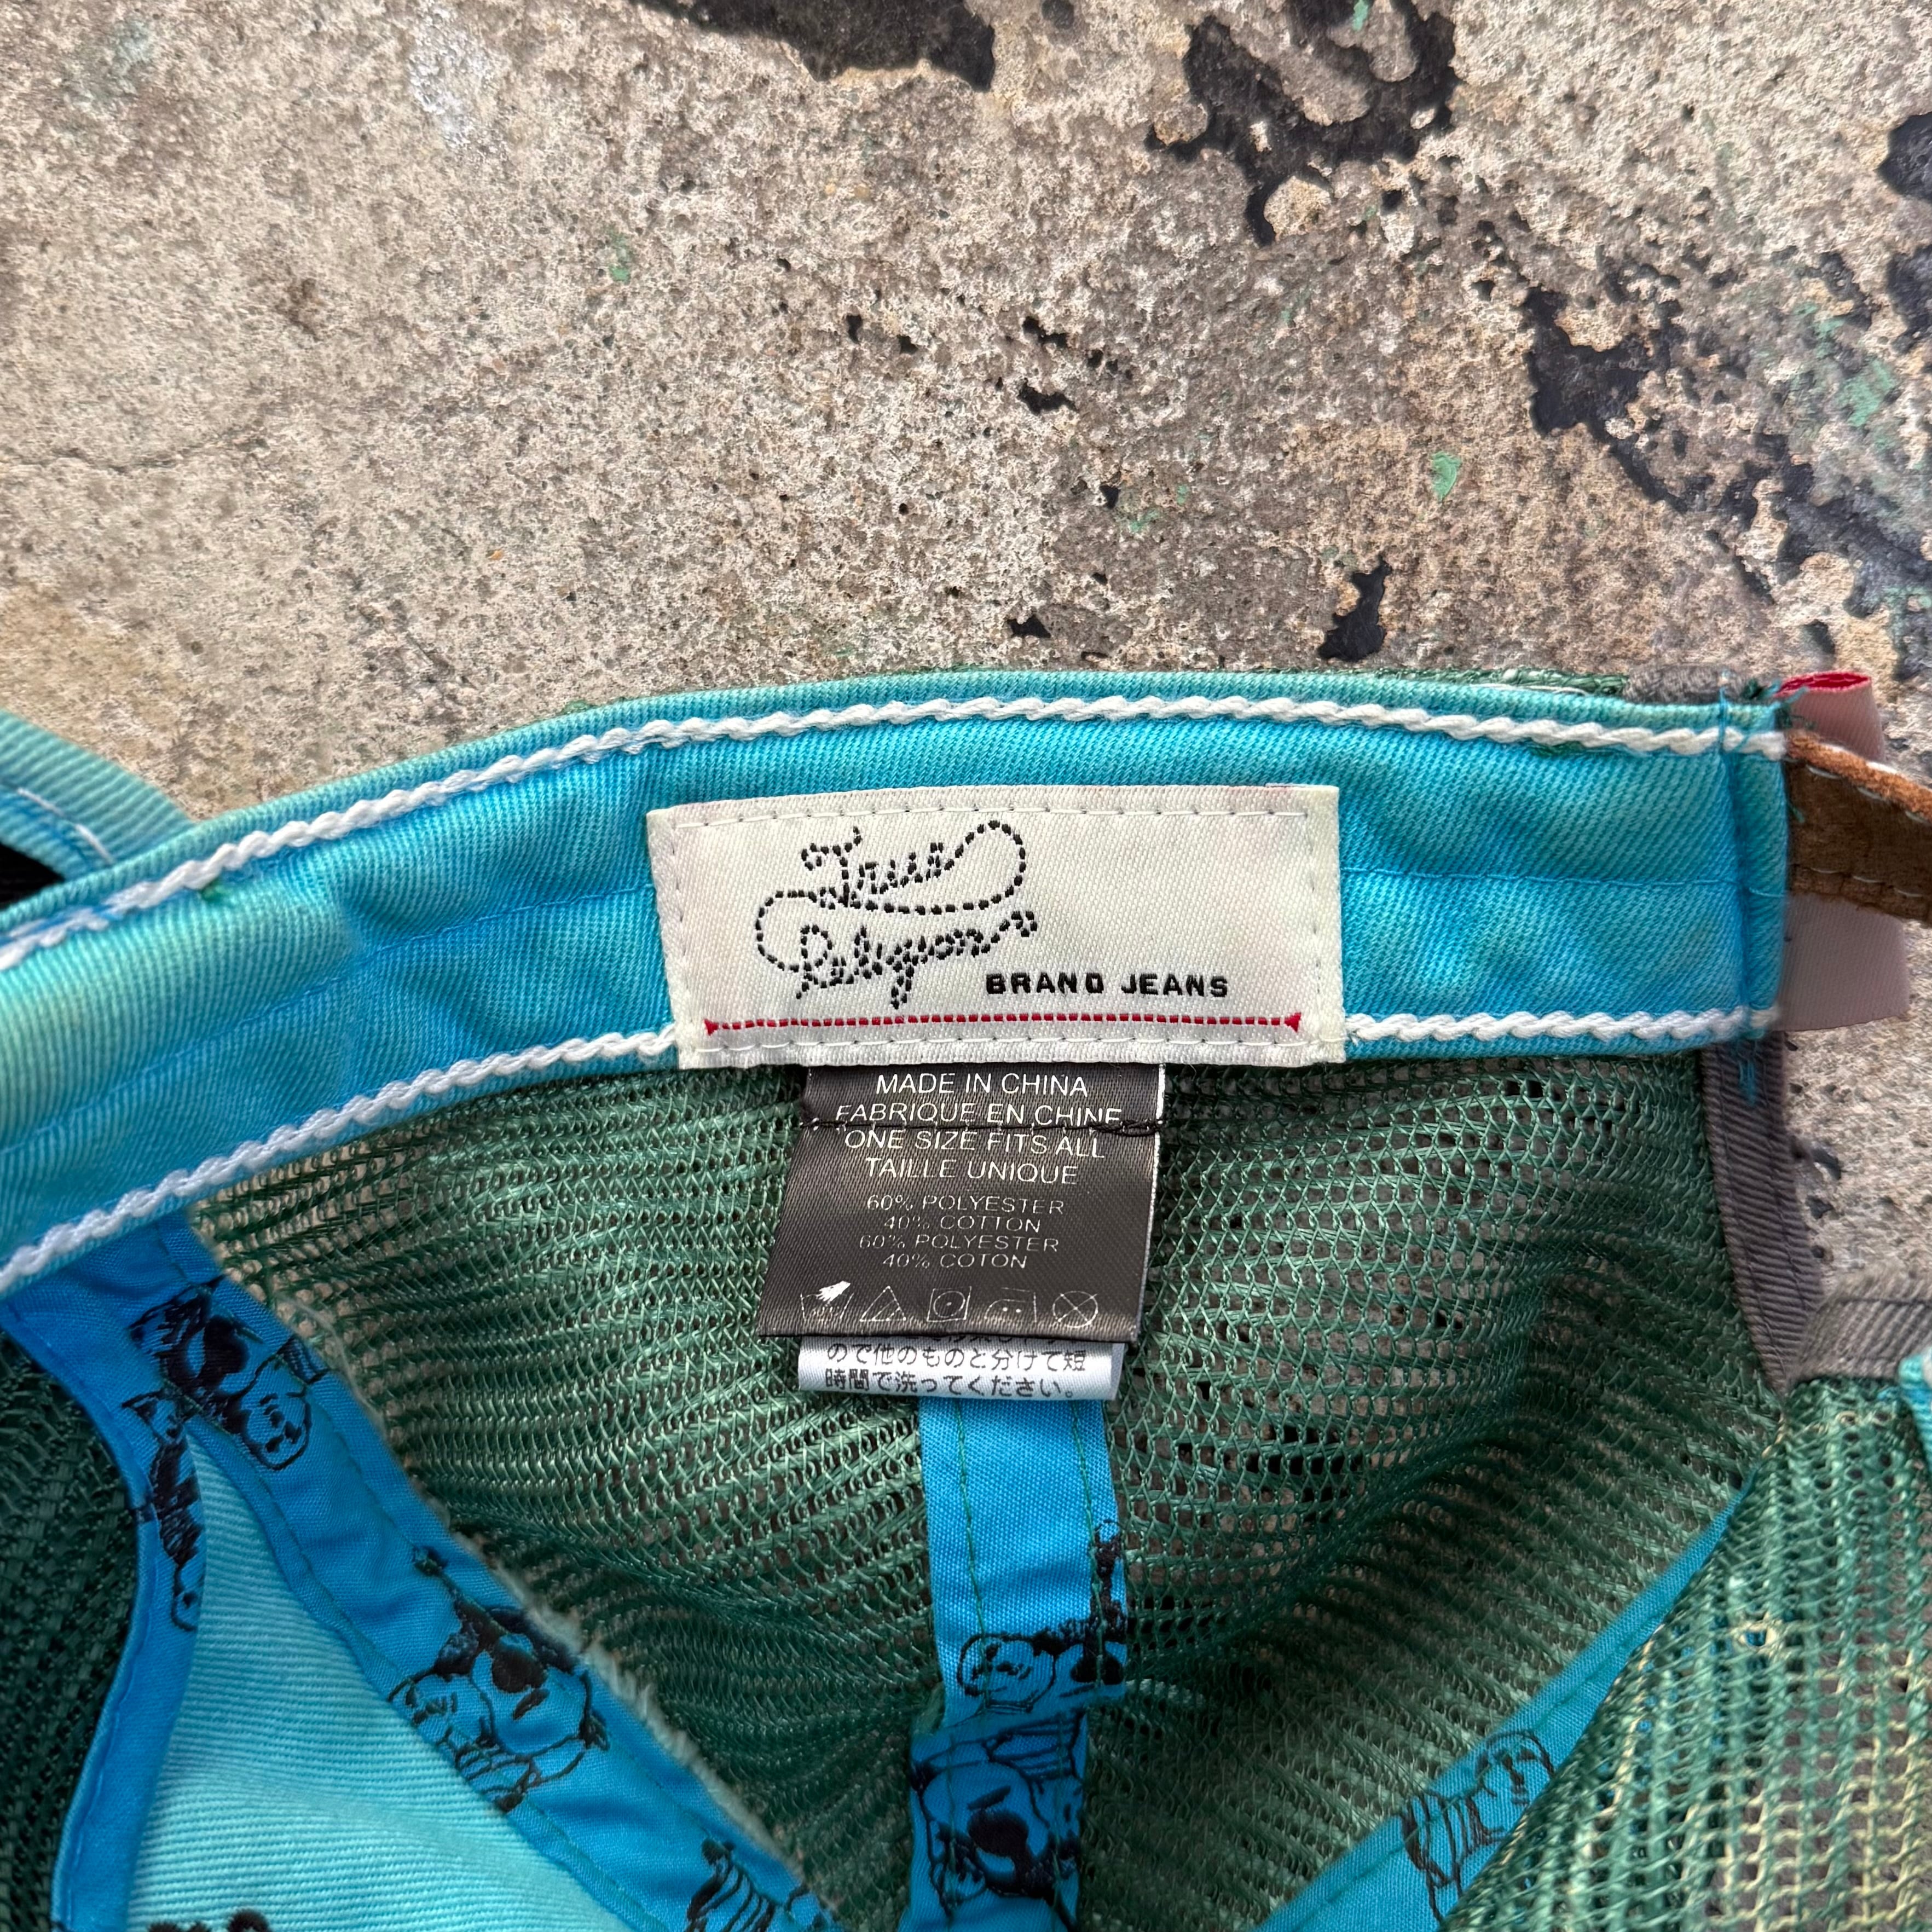 True
Religion
BRAND JEANS
MADE IN CHINA
FABRIQUE EN CHINE
ONE SIZE FITS ALL
TAILLE UNIQUE
60% POLYESTER
40% COTTON
60% POLYESTER
40% COTON
ので他のものと分けて短
時間で洗ってください。